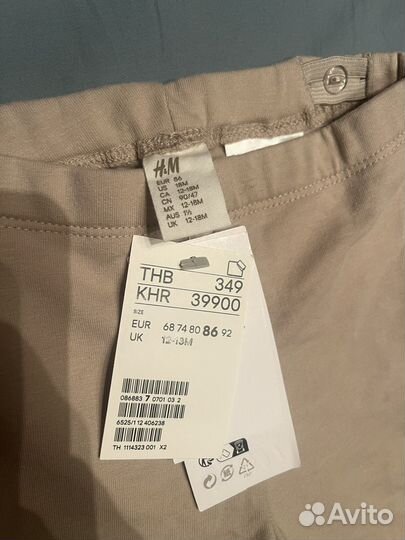 H&M
EUR 86
US 18M
CA 12-18M
CN 90/47
MX 12-18M
AUS 1½
UK 12-18M
THB 349
KHR 39900
SIZE
EUR 68 74 80 86 92
UK 12-18M
086883 7 0701 03 2
6525/112 406238
TH 1114323 001 X2
Avito